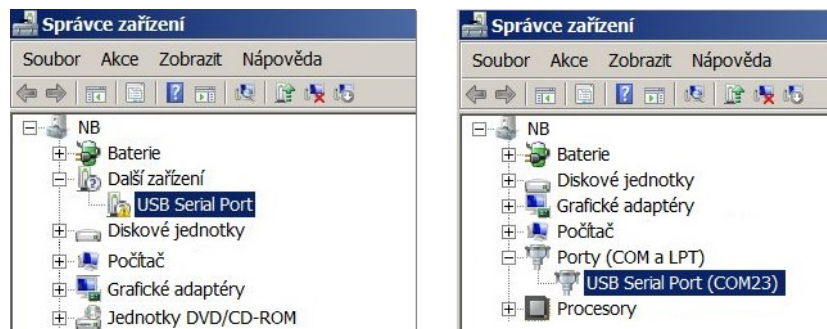 Správce zařízení
Soubor Akce Zobrazit Nápověda
NB
Baterie
Další zařízení
USB Serial Port
Diskové jednotky
Počítač
Grafické adaptéry
Jednotky DVD/CD-ROM
Správce zařízení
Soubor Akce Zobrazit Nápověda
NB
Baterie
Diskové jednotky
Grafické adaptéry
Počítač
Porty (COM a LPT)
USB Serial Port (COM23)
Procesory